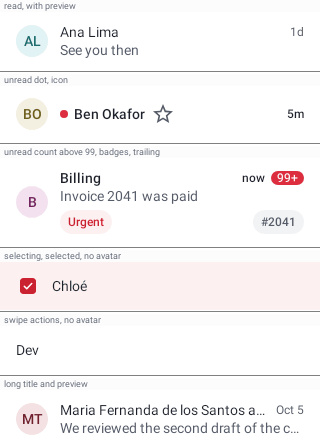 read, with preview
AL
Ana Lima
1d
See you then
unread dot, icon
BO
Ben Okafor
5m
unread count above 99, badges, trailing
B
Billing
now
99+
Invoice 2041 was paid
Urgent
#2041
selecting, selected, no avatar
Chloé
swipe actions, no avatar
Dev
long title and preview
MT
Maria Fernanda de los Santos a…
Oct 5
We reviewed the second draft of the c…